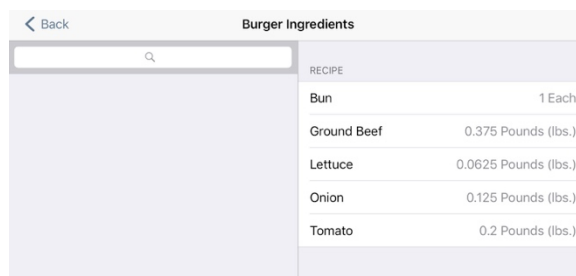 Back
Burger Ingredients
RECIPE
Bun 1 Each
Ground Beef 0.375 Pounds (lbs.)
Lettuce 0.0625 Pounds (lbs.)
Onion 0.125 Pounds (lbs.)
Tomato 0.2 Pounds (lbs.)